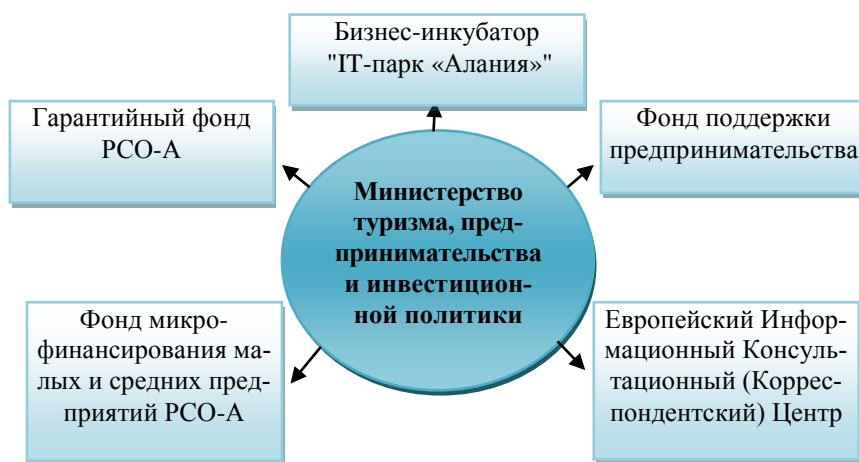 Бизнес-инкубатор
"IT-парк «Алания»"
Гарантийный фонд
РСО-А
Фонд поддержки
предпринимательства
Министерство
туризма, пред-
принимательства
и инвестицион-
ной политики
Фонд микро-
финансирования ма-
лых и средних пред-
приятий РСО-А
Европейский Инфор-
мационный Консуль-
тационный (Коррес-
пондентский) Центр